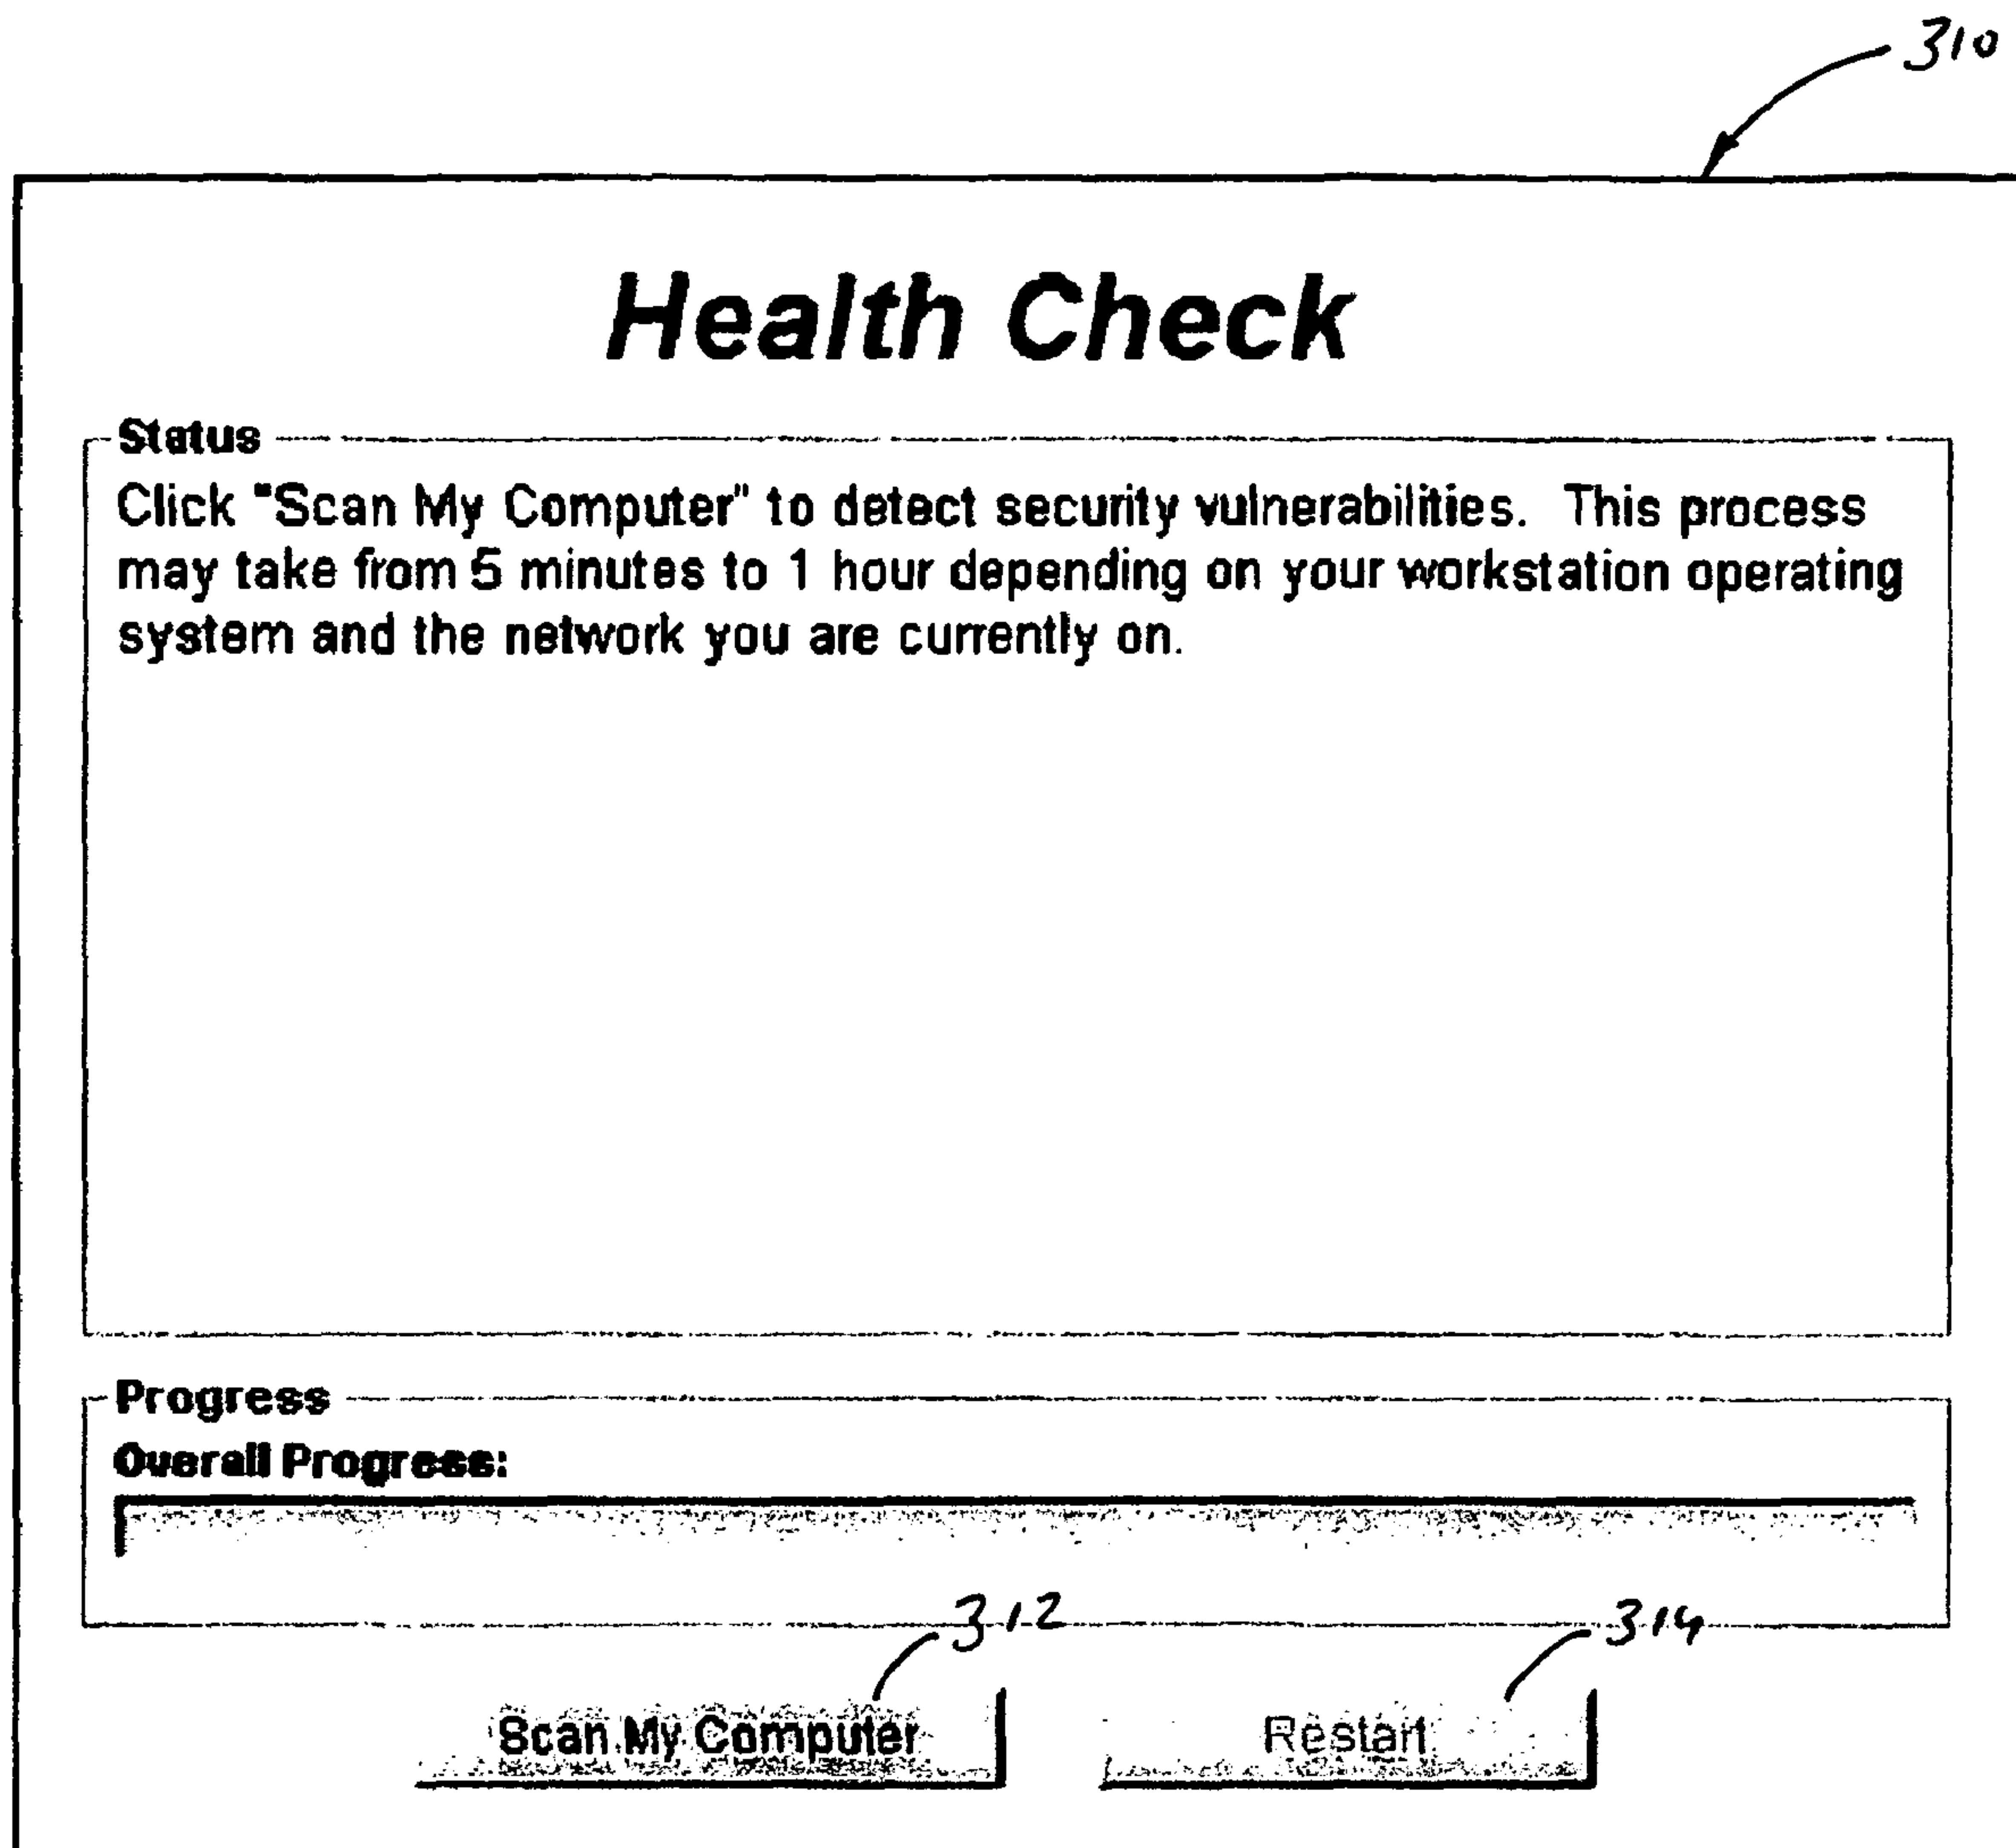 310
Health Check
Status
Click "Scan My Computer" to detect security vulnerabilities.  This process
may take from 5 minutes to 1 hour depending on your workstation operating
system and the network you are currently on.
Progress
Overall Progress:
312
314
Scan My Computer
Restart